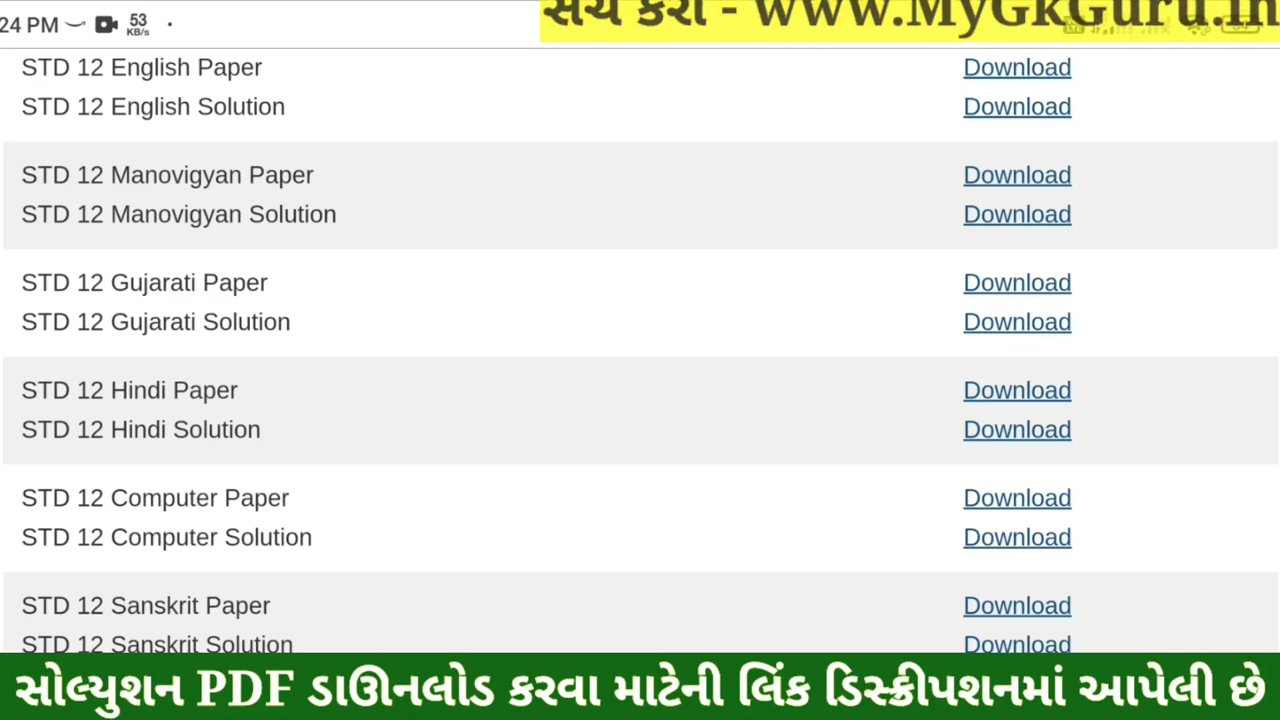 સર્ચ કરો - www.MyGkGuru.in
24 PM 53 KB/s
STD 12 English Paper Download
STD 12 English Solution Download
STD 12 Manovigyan Paper Download
STD 12 Manovigyan Solution Download
STD 12 Gujarati Paper Download
STD 12 Gujarati Solution Download
STD 12 Hindi Paper Download
STD 12 Hindi Solution Download
STD 12 Computer Paper Download
STD 12 Computer Solution Download
STD 12 Sanskrit Paper Download
STD 12 Sanskrit Solution Download
સોલ્યુશન PDF ડાઊનલોડ કરવા માટેની લિંક ડિસ્ક્રીપશનમાં આપેલી છે